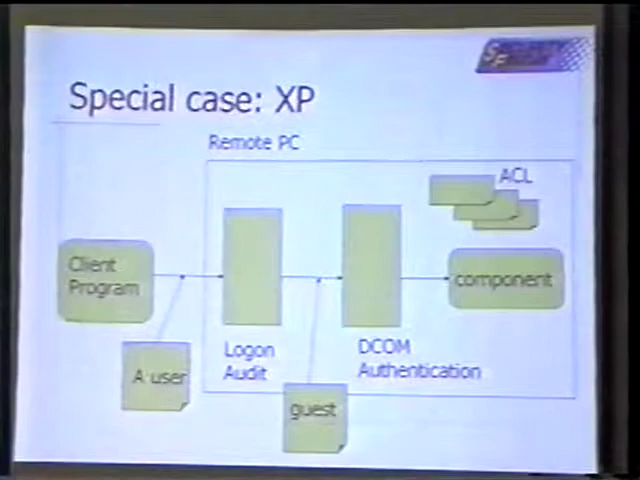 Special case: XP
Remote PC
ACL
Client
Program
component
Logon
Audit
DCOM
Authentication
A user
guest